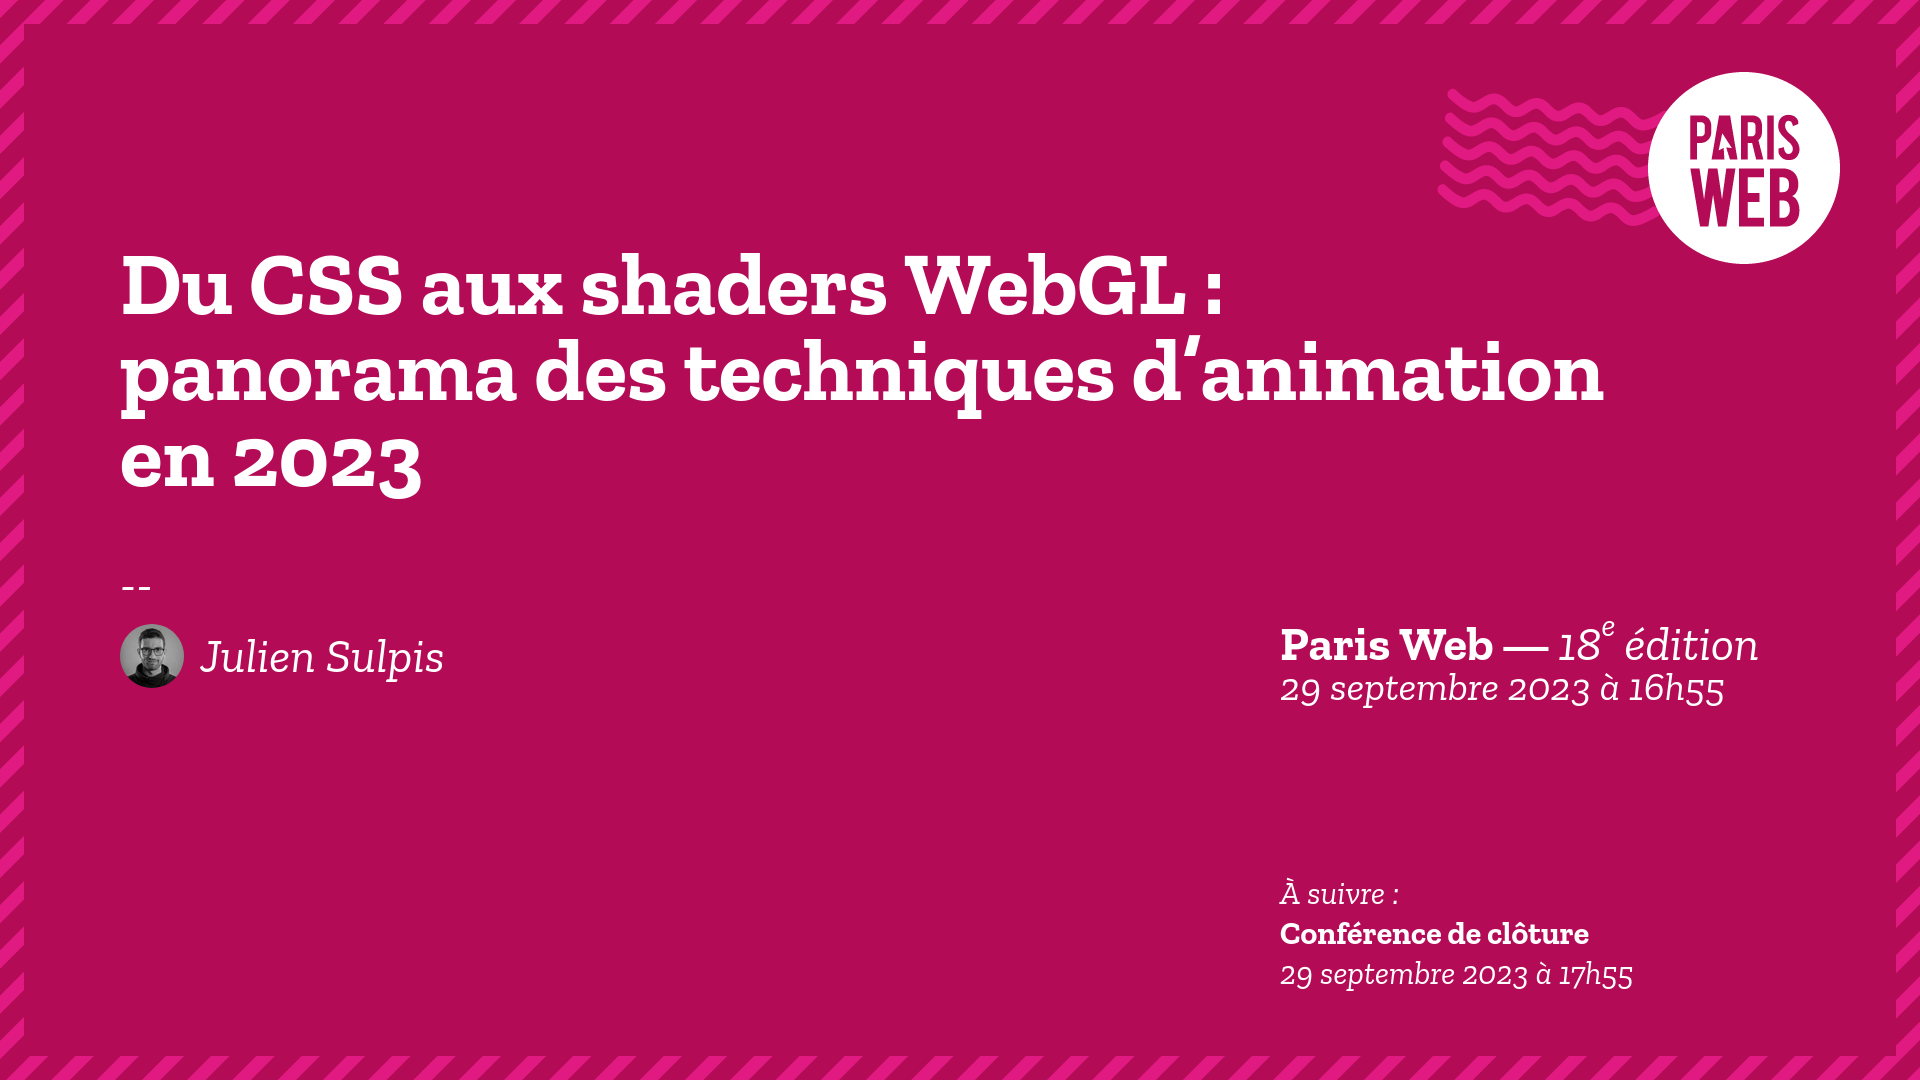 PARIS
WEB
Du CSS aux shaders WebGL :
panorama des techniques d’animation
en 2023
--
Julien Sulpis
Paris Web — 18e édition
29 septembre 2023 à 16h55
À suivre :
Conférence de clôture
29 septembre 2023 à 17h55